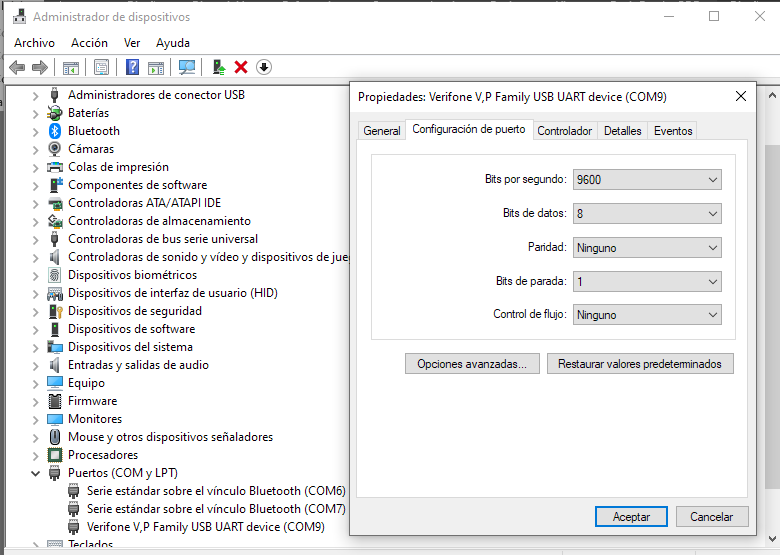 Administrador de dispositivos
Archivo Acción Ver Ayuda
Administradores de conector USB
Baterías
Bluetooth
Cámaras
Colas de impresión
Componentes de software
Controladoras ATA/ATAPI IDE
Controladoras de almacenamiento
Controladoras de bus serie universal
Controladoras de sonido y vídeo y dispositivos de jue
Dispositivos biométricos
Dispositivos de interfaz de usuario (HID)
Dispositivos de seguridad
Dispositivos de software
Dispositivos del sistema
Entradas y salidas de audio
Equipo
Firmware
Monitores
Mouse y otros dispositivos señaladores
Procesadores
Puertos (COM y LPT)
Serie estándar sobre el vínculo Bluetooth (COM6)
Serie estándar sobre el vínculo Bluetooth (COM7)
Verifone V,P Family USB UART device (COM9)
Teclados
Propiedades: Verifone V,P Family USB UART device (COM9)
General Configuración de puerto Controlador Detalles Eventos
Bits por segundo: 9600
Bits de datos: 8
Paridad: Ninguno
Bits de parada: 1
Control de flujo: Ninguno
Opciones avanzadas... Restaurar valores predeterminados
Aceptar Cancelar